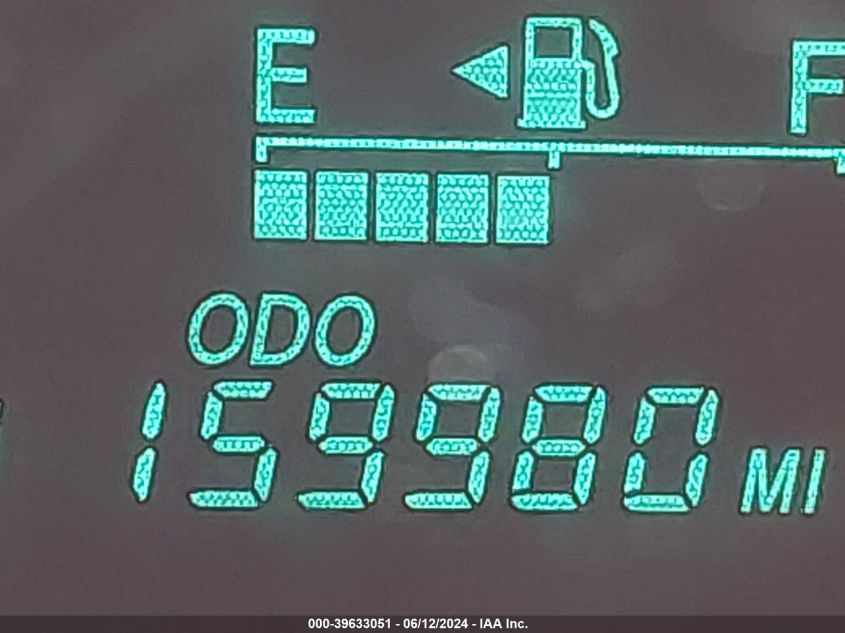 E F
ODO
159980 MI
000-39633051 - 06/12/2024 - IAA Inc.